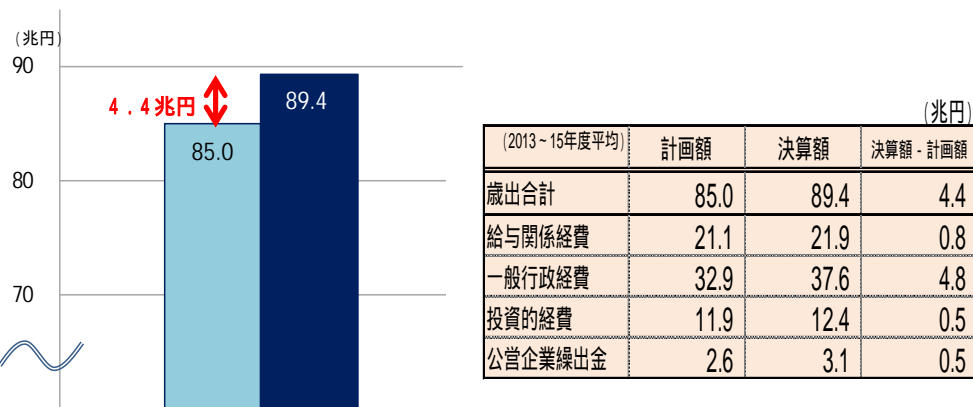 (兆円)
90
4．4兆円
89.4
85.0
80
70
(兆円)
(2013～15年度平均) 計画額 決算額 決算額－計画額
歳出合計 85.0 89.4 4.4
給与関係経費 21.1 21.9 0.8
一般行政経費 32.9 37.6 4.8
投資的経費 11.9 12.4 0.5
公営企業繰出金 2.6 3.1 0.5